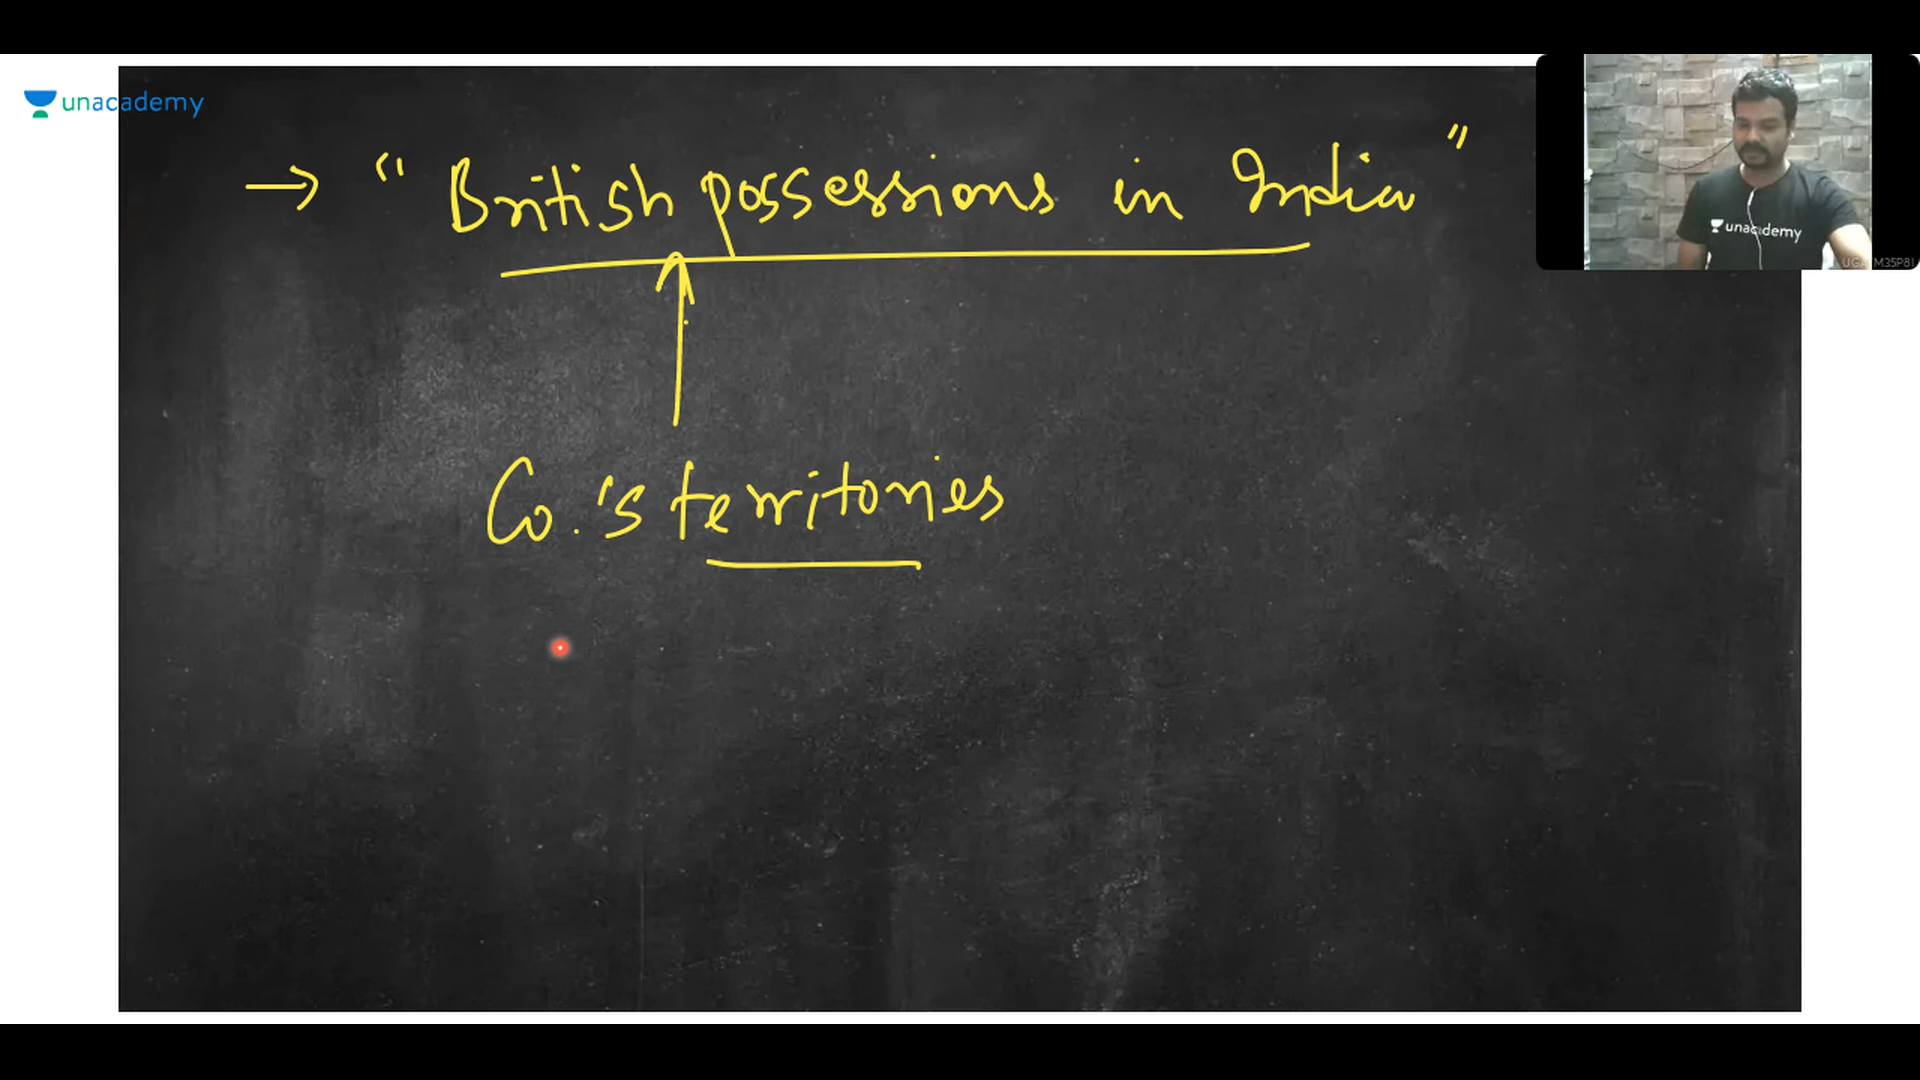 unacademy
→ "British possessions in India"
Co.'s territories
unacademy